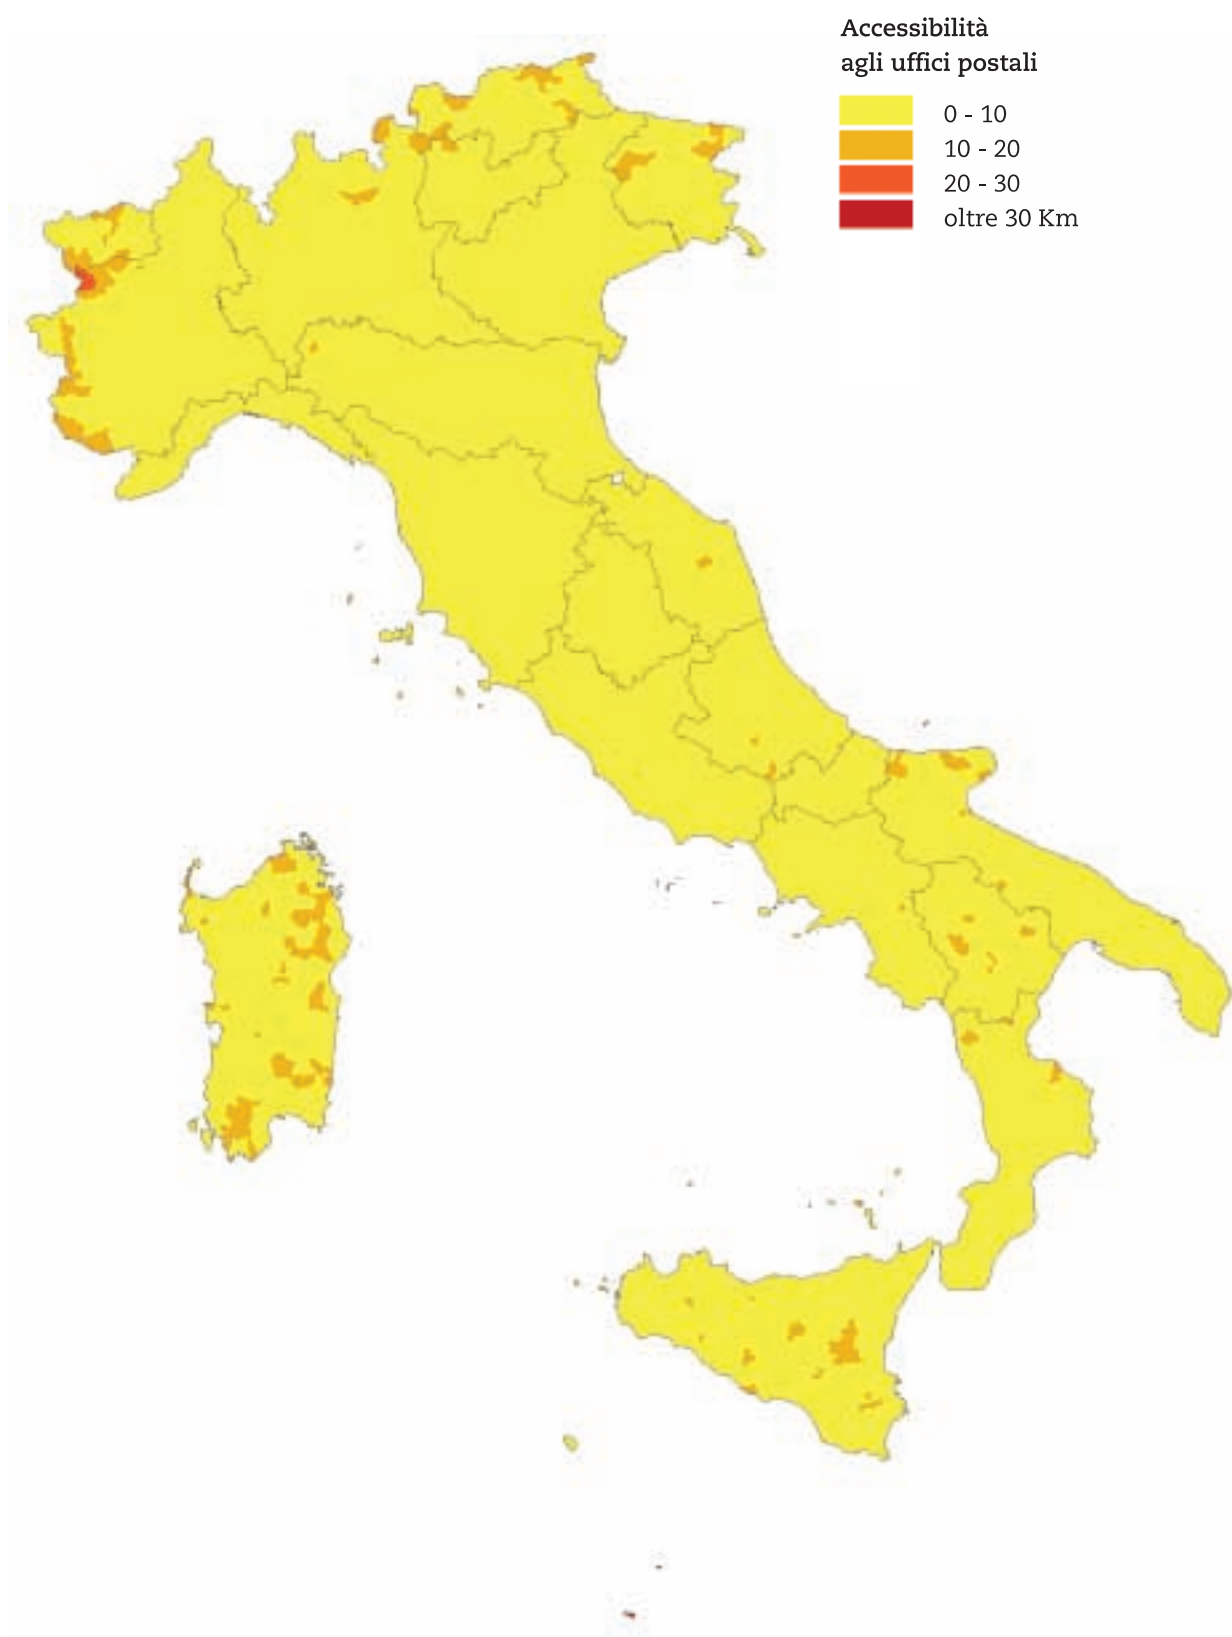 Accessibilità
agli uffici postali
0 - 10
10 - 20
20 - 30
oltre 30 Km